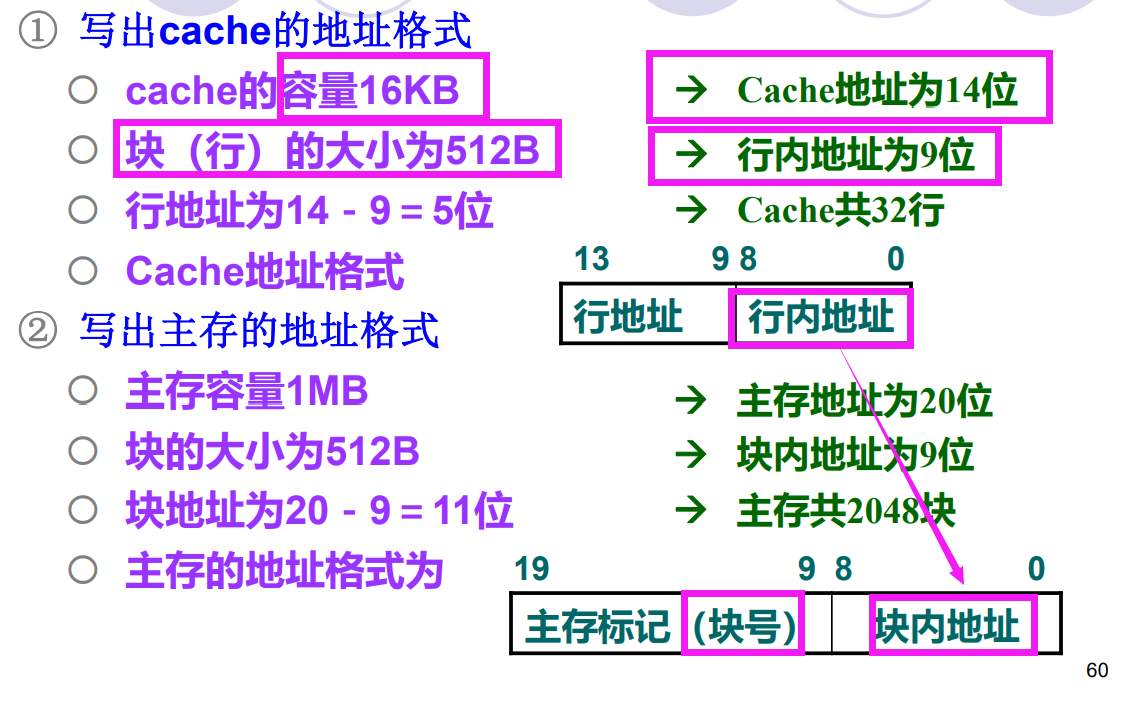 ① 写出cache的地址格式
○ cache的容量16KB → Cache地址为14位
○ 块（行）的大小为512B → 行内地址为9位
○ 行地址为14－9＝5位 → Cache共32行
○ Cache地址格式
13 9 8 0
行地址 行内地址
② 写出主存的地址格式
○ 主存容量1MB → 主存地址为20位
○ 块的大小为512B → 块内地址为9位
○ 块地址为20－9＝11位 → 主存共2048块
○ 主存的地址格式为
19 9 8 0
主存标记（块号） 块内地址
60